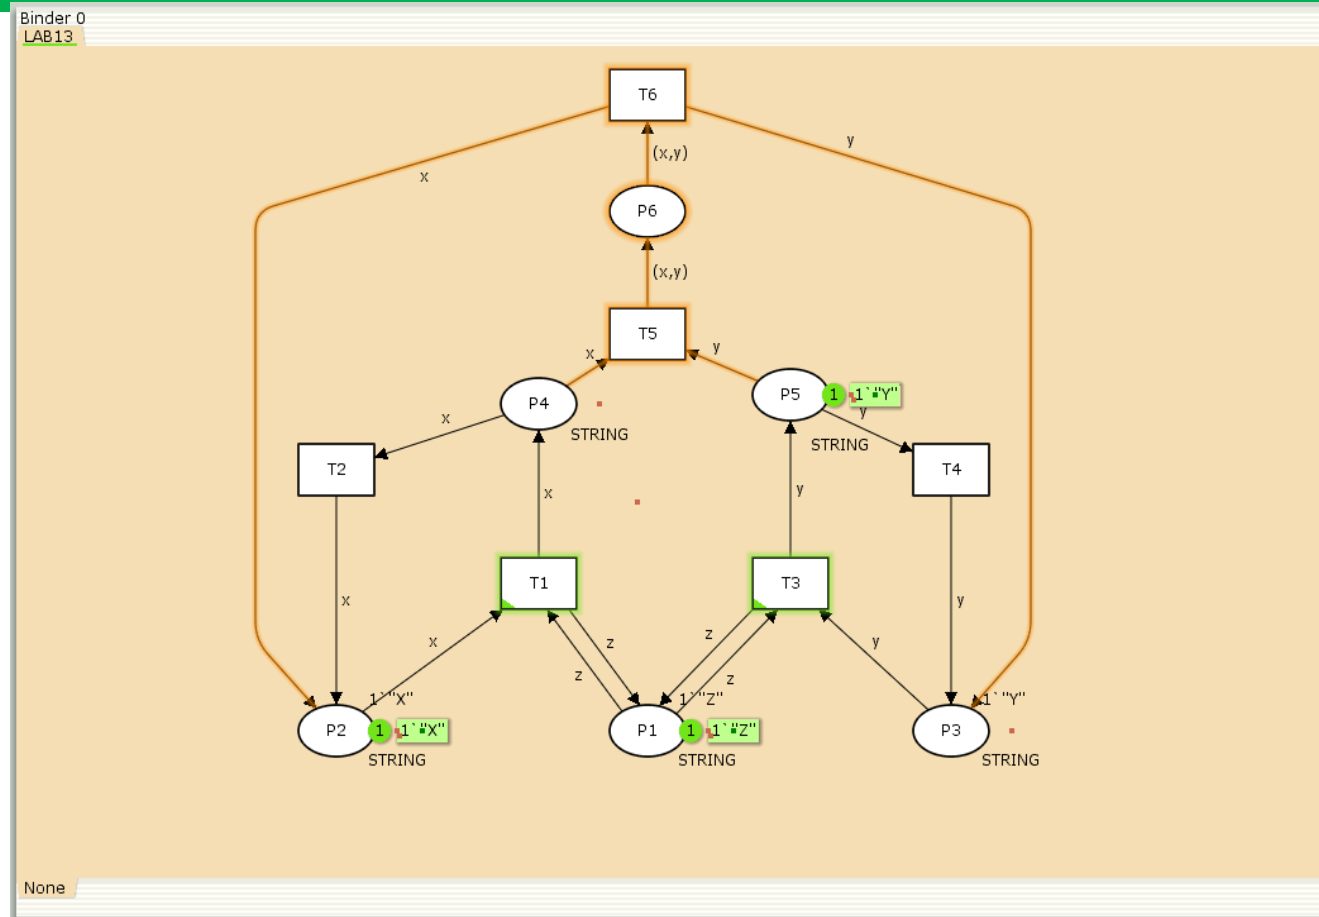 Binder 0
LAB13
T6
y
(x,y)
x
P6
(x,y)
T5
y
x
P5
1
1`"Y"
P4
y
x
STRING
STRING
T2
T4
x
y
T1
T3
x
y
x
z
z
y
z
z
1`"X"
1`"Z"
1`"Y"
P2
1
1`"X"
P1
1
1`"Z"
P3
STRING
STRING
STRING
None